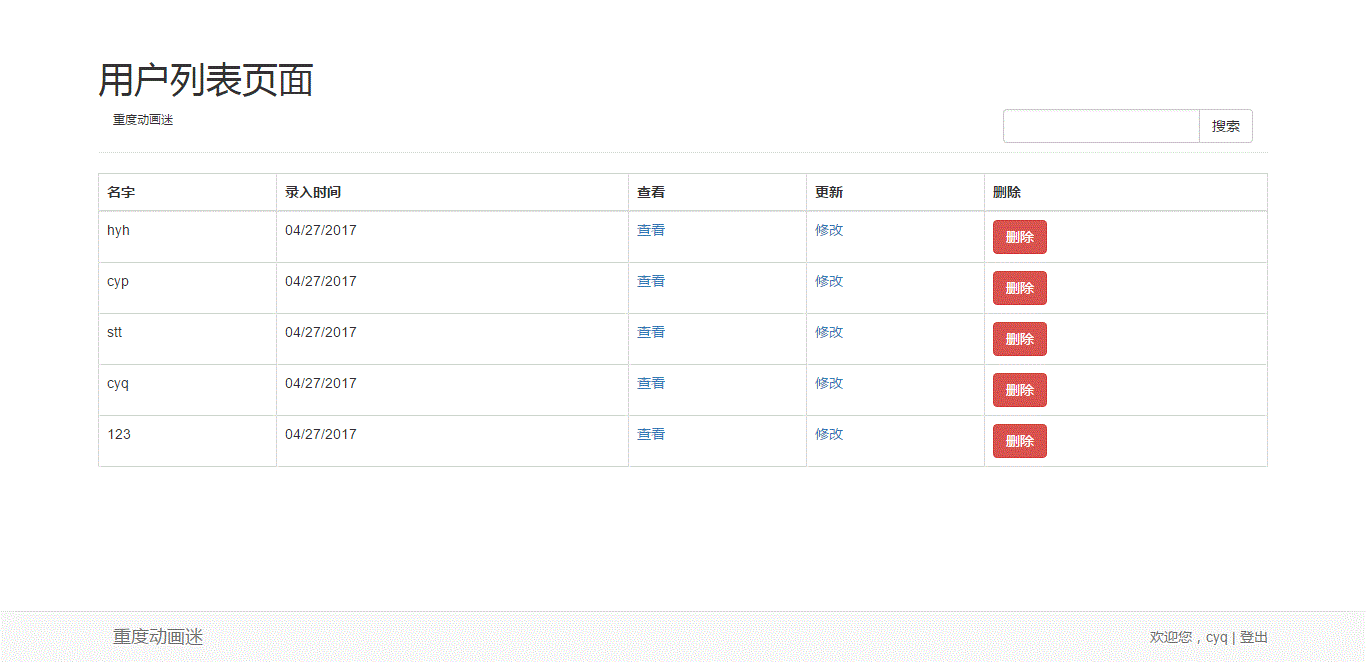 用户列表页面
重度动画迷
搜索
名字 录入时间 查看 更新 删除
hyh 04/27/2017 查看 修改 删除
cyp 04/27/2017 查看 修改 删除
stt 04/27/2017 查看 修改 删除
cyq 04/27/2017 查看 修改 删除
123 04/27/2017 查看 修改 删除
重度动画迷 欢迎您，cyq | 登出